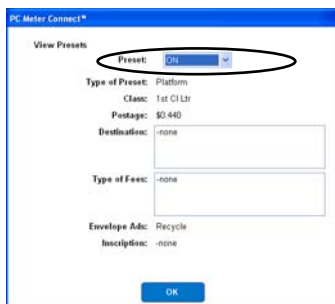 PC Meter Connect™
View Presets
Preset: ON
Type of Preset: Platform
Class: 1st Cl Ltr
Postage: $0.440
Destination: -none
Type of Fees: -none
Envelope Ads: Recycle
Inscription: -none
OK